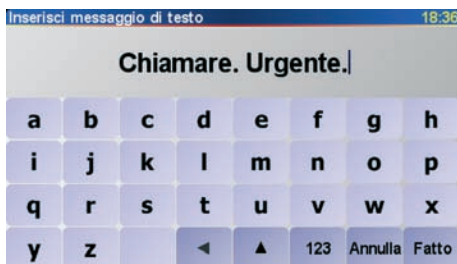 Inserisci messaggio di testo 18:36
Chiamare. Urgente.
a b c d e f g h
i j k l m n o p
q r s t u v w x
y z 123 Annulla Fatto